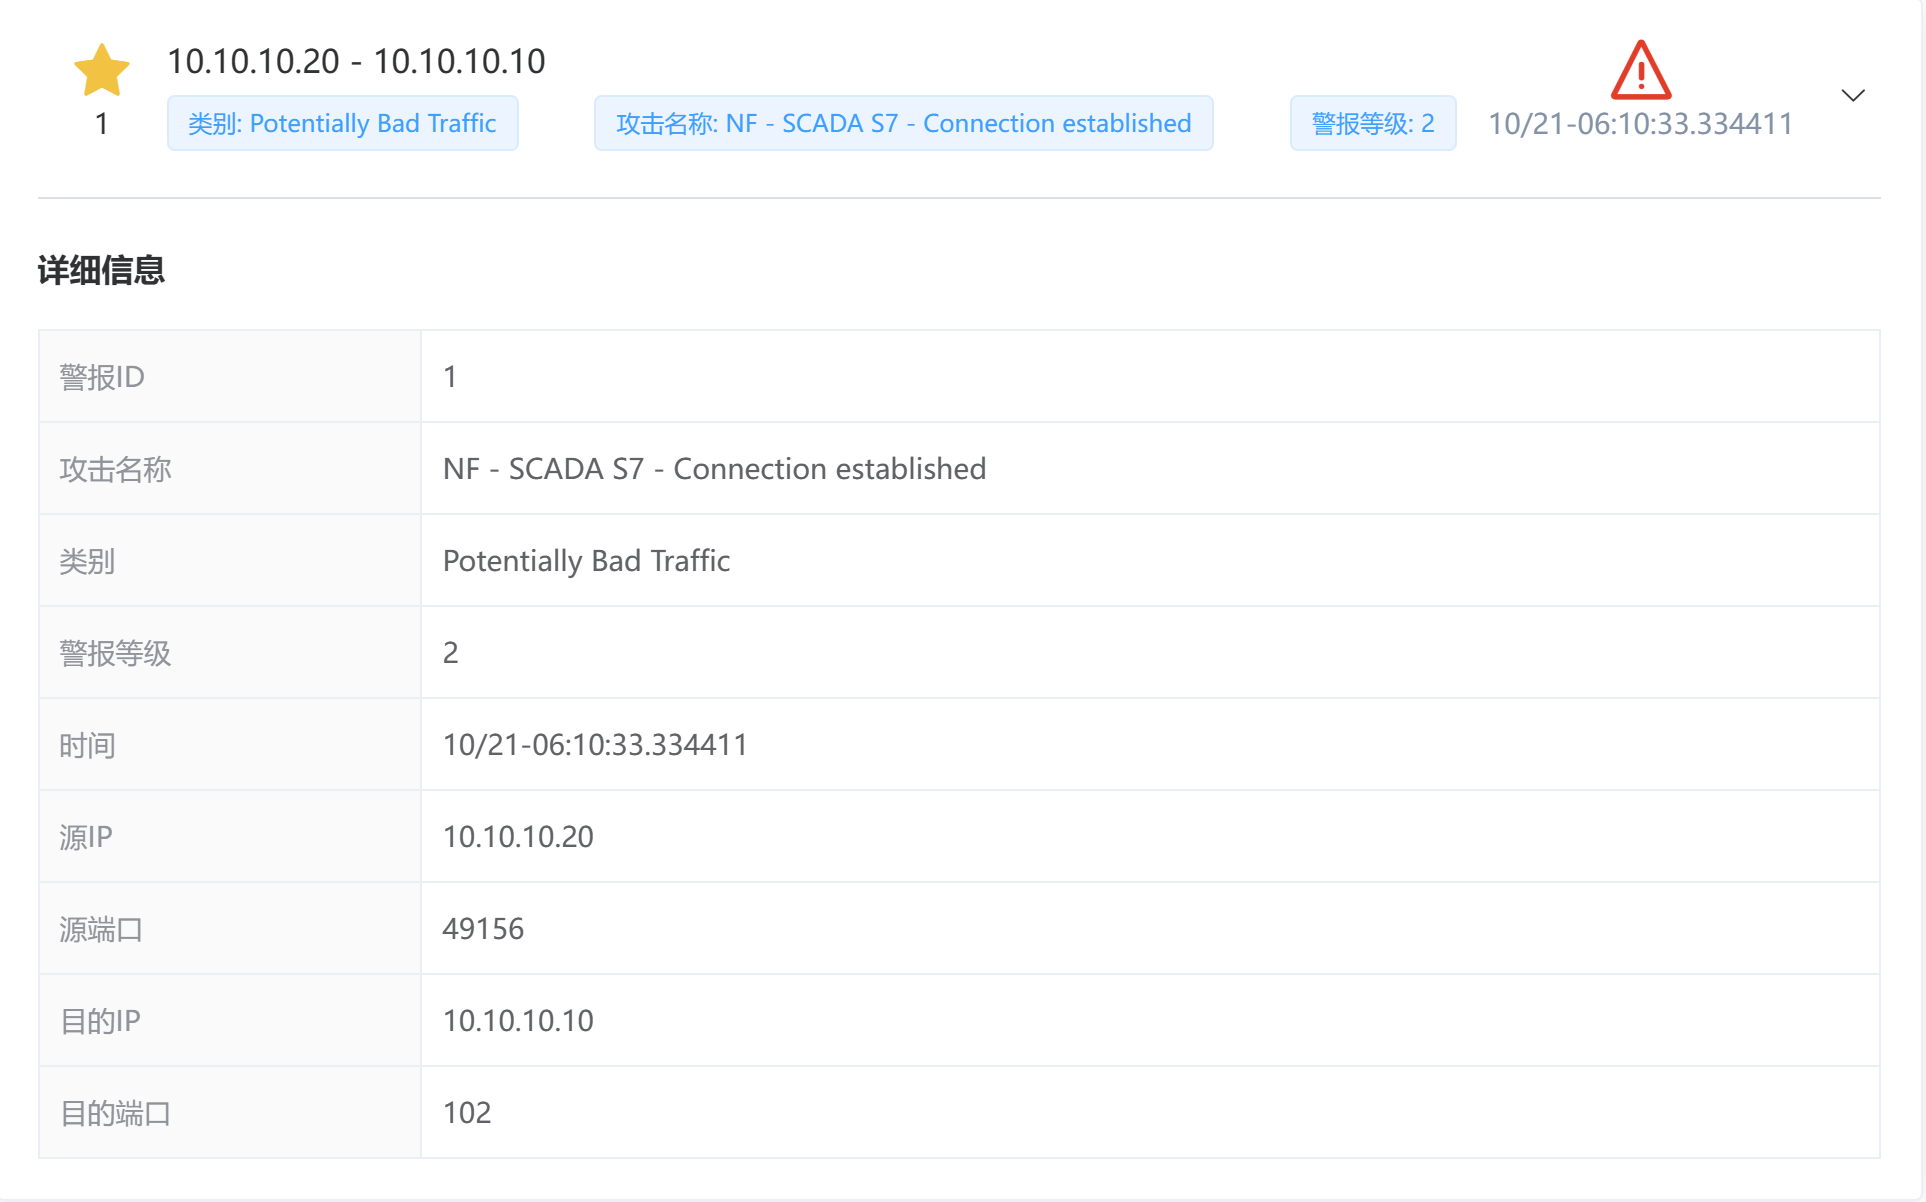 10.10.10.20 - 10.10.10.10
1
类别: Potentially Bad Traffic
攻击名称: NF - SCADA S7 - Connection established
警报等级: 2
10/21-06:10:33.334411
详细信息
警报ID 1
攻击名称 NF - SCADA S7 - Connection established
类别 Potentially Bad Traffic
警报等级 2
时间 10/21-06:10:33.334411
源IP 10.10.10.20
源端口 49156
目的IP 10.10.10.10
目的端口 102